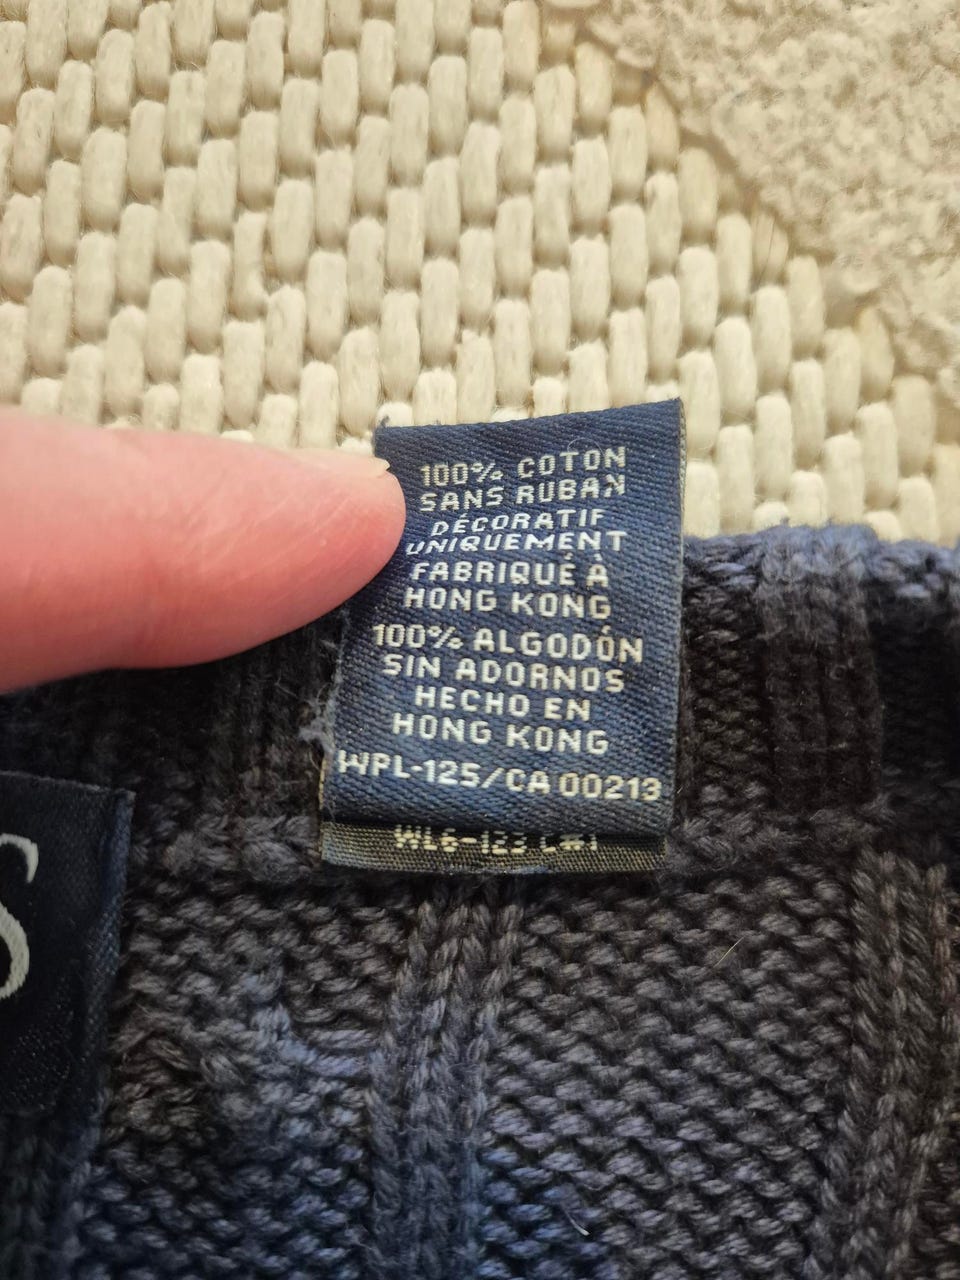 100% COTON
SANS RUBAN
DÉCORATIF
UNIQUEMENT
FABRIQUÉ À
HONG KONG
100% ALGODÓN
SIN ADORNOS
HECHO EN
HONG KONG
WPL-125/CA 00213
S